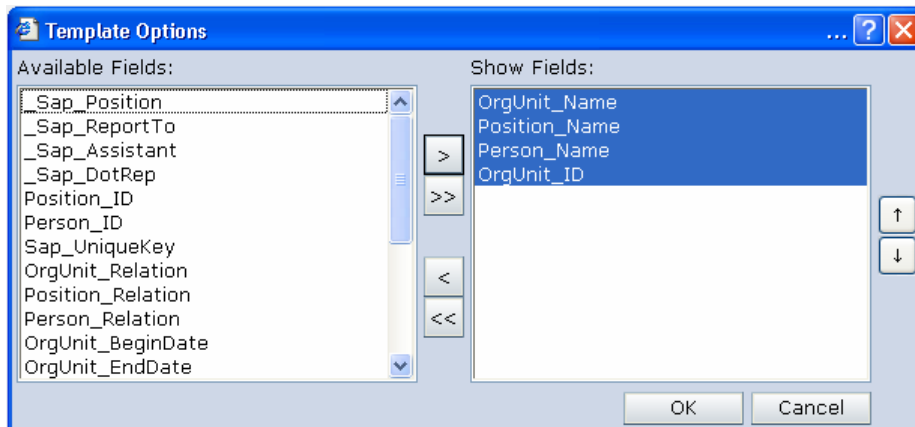 Template Options
... ?
Available Fields:
Show Fields:
_Sap_Position
_Sap_ReportTo
_Sap_Assistant
_Sap_DotRep
Position_ID
Person_ID
Sap_UniqueKey
OrgUnit_Relation
Position_Relation
Person_Relation
OrgUnit_BeginDate
OrgUnit_EndDate
>
>>
<
<<
OrgUnit_Name
Position_Name
Person_Name
OrgUnit_ID
↑
↓
OK
Cancel